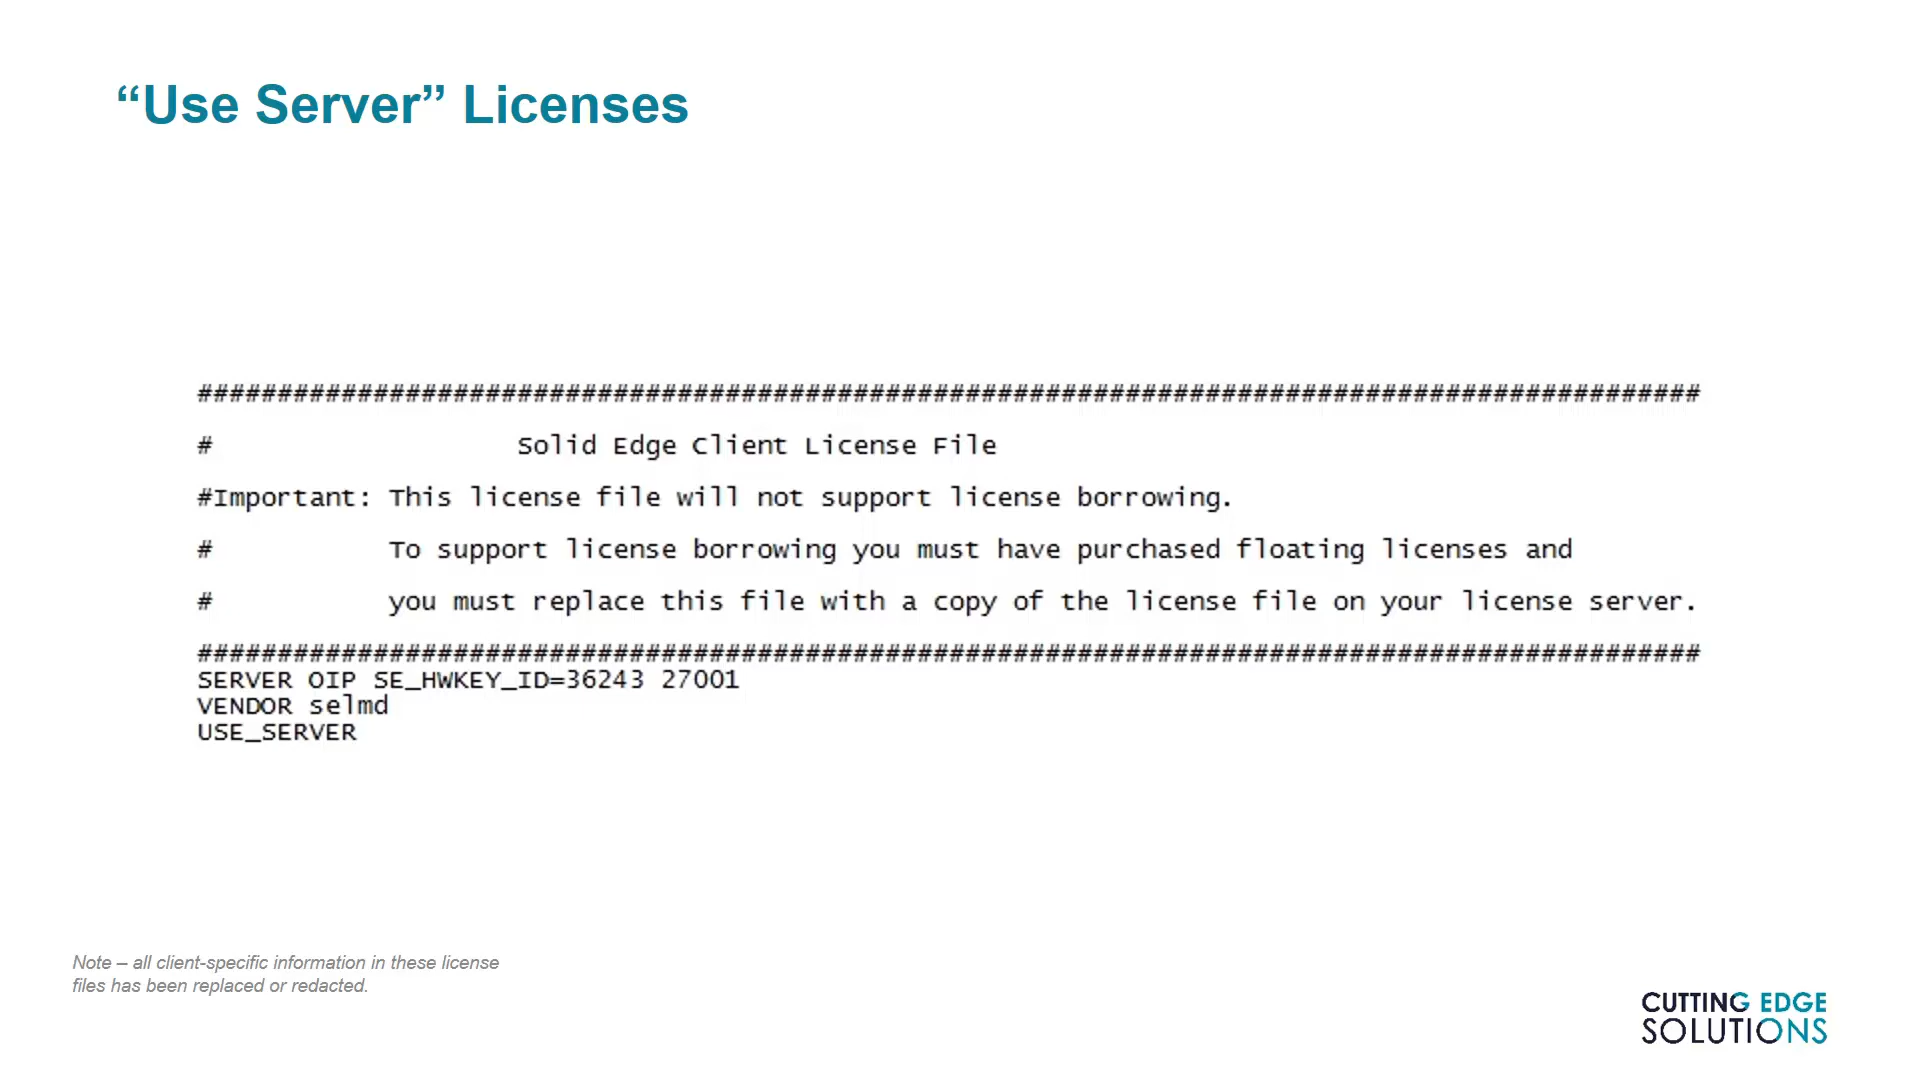 “Use Server” Licenses
##############################################################################################
# Solid Edge Client License File
#Important: This license file will not support license borrowing.
# To support license borrowing you must have purchased floating licenses and
# you must replace this file with a copy of the license file on your license server.
##############################################################################################
SERVER OIP SE_HWKEY_ID=36243 27001
VENDOR selmd
USE_SERVER
Note – all client-specific information in these license
files has been replaced or redacted.
CUTTING EDGE
SOLUTIONS